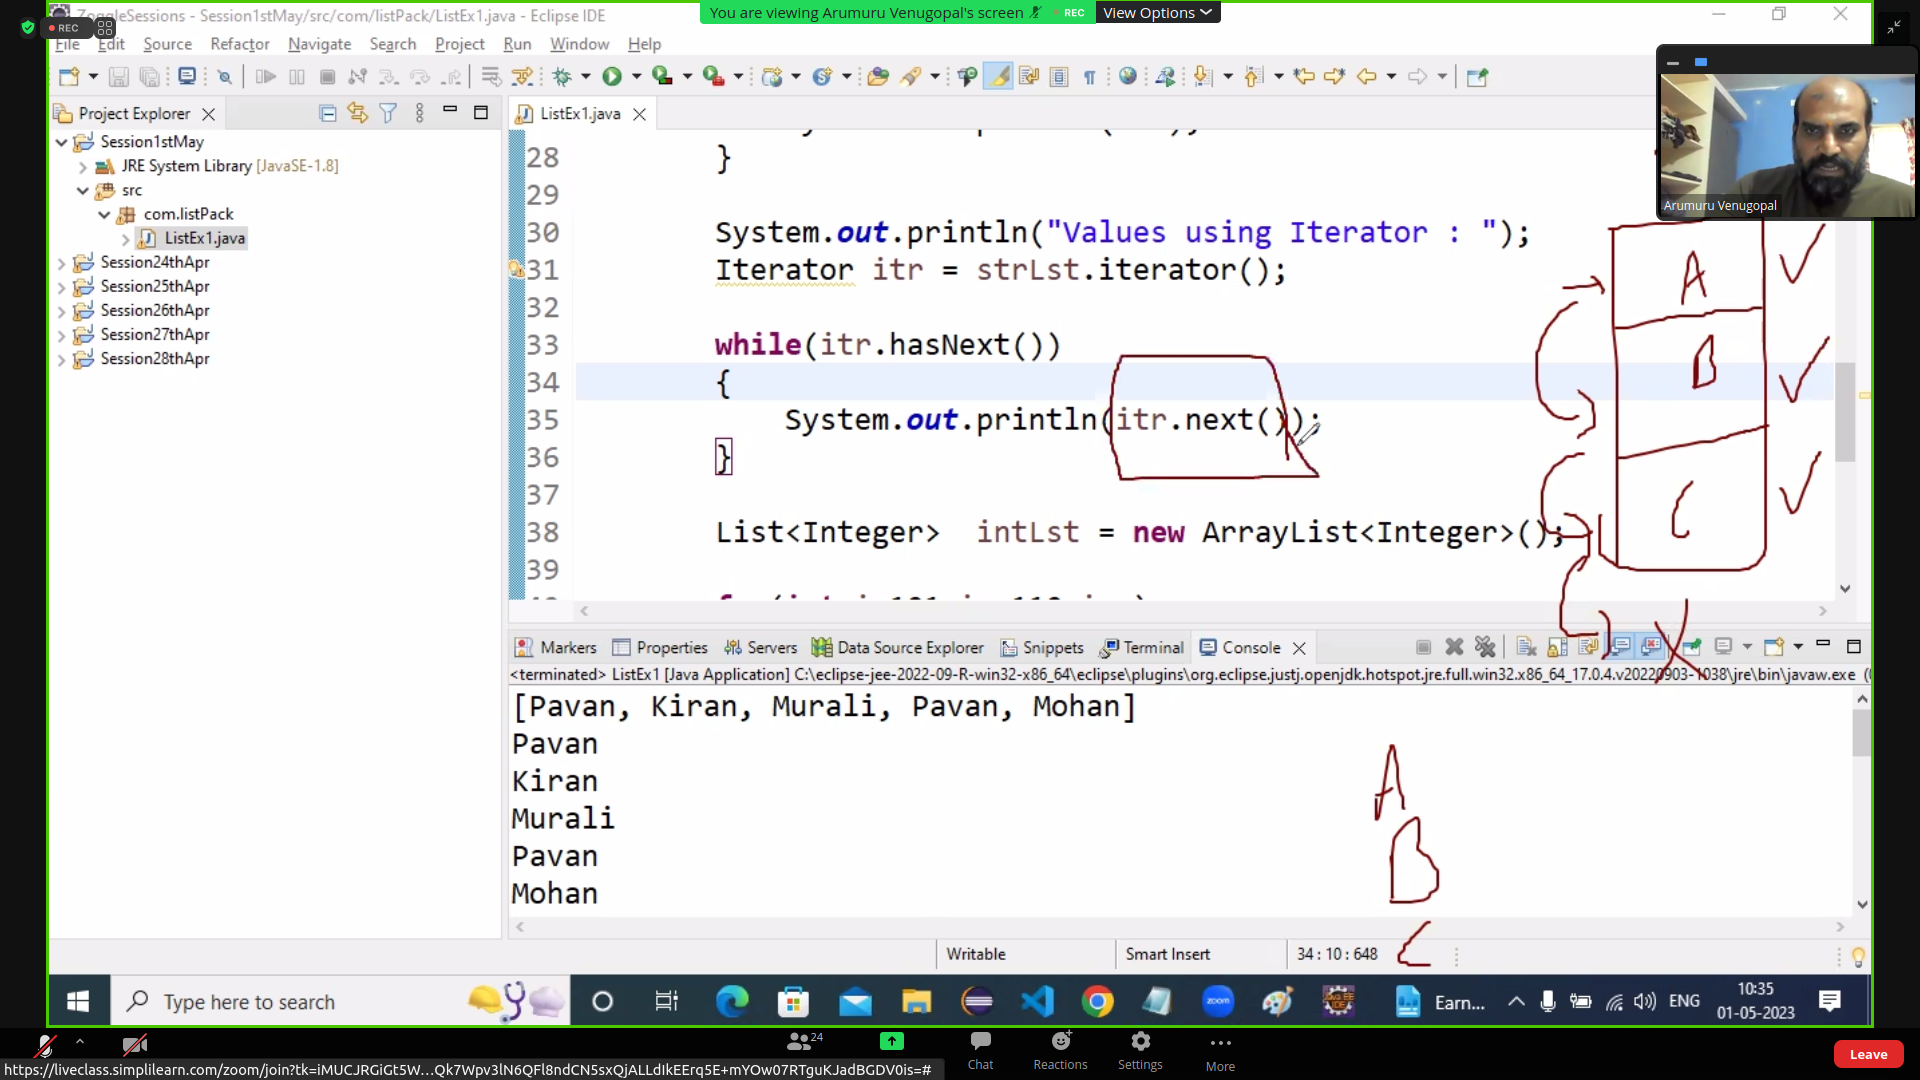 ZoggleSessions - Session1stMay/src/com/listPack/ListEx1.java - Eclipse IDE
You are viewing Arumuru Venugopal's screen REC View Options
REC
File Edit Source Refactor Navigate Search Project Run Window Help
Project Explorer
Session1stMay
JRE System Library [JavaSE-1.8]
src
com.listPack
ListEx1.java
Session24thApr
Session25thApr
Session26thApr
Session27thApr
Session28thApr
ListEx1.java
28 }
29
30 System.out.println("Values using Iterator : ");
31 Iterator itr = strLst.iterator();
32
33 while(itr.hasNext())
34 {
35 System.out.println(itr.next());
36 }
37
38 List<Integer> intLst = new ArrayList<Integer>();
39
Arumuru Venugopal
A
B
C
X
Markers Properties Servers Data Source Explorer Snippets Terminal Console
<terminated> ListEx1 [Java Application] C:\eclipse-jee-2022-09-R-win32-x86_64\eclipse\plugins\org.eclipse.justj.openjdk.hotspot.jre.full.win32.x86_64_17.0.4.v20220903-1038\jre\bin\javaw.exe
[Pavan, Kiran, Murali, Pavan, Mohan]
Pavan
Kiran
Murali
Pavan
Mohan
A
B
C
Writable Smart Insert 34 : 10 : 648
Type here to search
zoom
Earn...
ENG
10:35
01-05-2023
24
Chat Reactions Settings More
Leave
https://liveclass.simplilearn.com/zoom/join?tk=iMUCJRGiGt5W...Qk7Wpv3lN6QFl8ndCN5sxQjALLdIkEErq5E+mYOw07RTguKJadBGDV0is=#